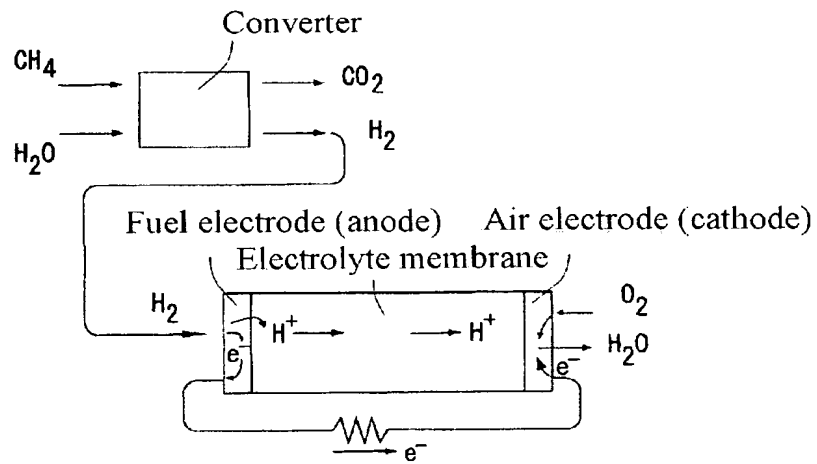 Converter
CH4
CO2
H2O
H2
Fuel electrode (anode)
Air electrode (cathode)
Electrolyte membrane
H2
H+
H+
O2
e−
H2O
e−
e−